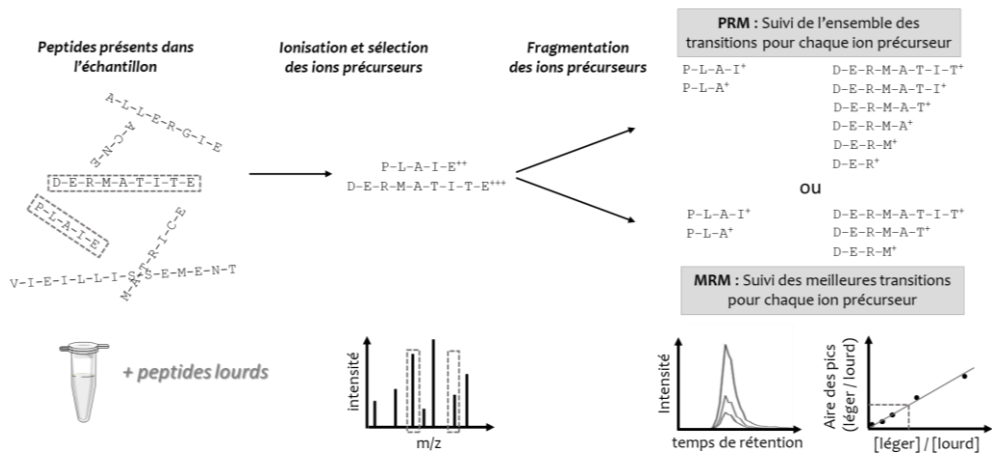 Peptides présents dans
l'échantillon
Ionisation et sélection
des ions précurseurs
Fragmentation
des ions précurseurs
PRM : Suivi de l'ensemble des
transitions pour chaque ion précurseur
A-L-L-E-R-G-I-E
A-C-N-E
D-E-R-M-A-T-I-T-E
P-L-A-I-E
M-A-T-R-I-C-E
V-I-E-I-L-L-I-S-S-E-M-E-N-T
P-L-A-I-E++
D-E-R-M-A-T-I-T-E+++
P-L-A-I+
P-L-A+
D-E-R-M-A-T-I-T+
D-E-R-M-A-T-I+
D-E-R-M-A-T+
D-E-R-M-A+
D-E-R-M+
D-E-R+
ou
P-L-A-I+
P-L-A+
D-E-R-M-A-T-I-T+
D-E-R-M-A-T+
D-E-R-M+
MRM : Suivi des meilleures transitions
pour chaque ion précurseur
+ peptides lourds
intensité
m/z
Intensité
temps de rétention
Aire des pics
(léger / lourd)
[léger] / [lourd]